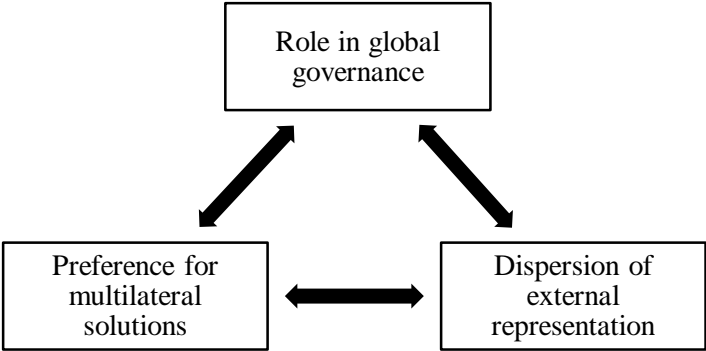 Role in global
governance
Preference for
multilateral
solutions
Dispersion of
external
representation